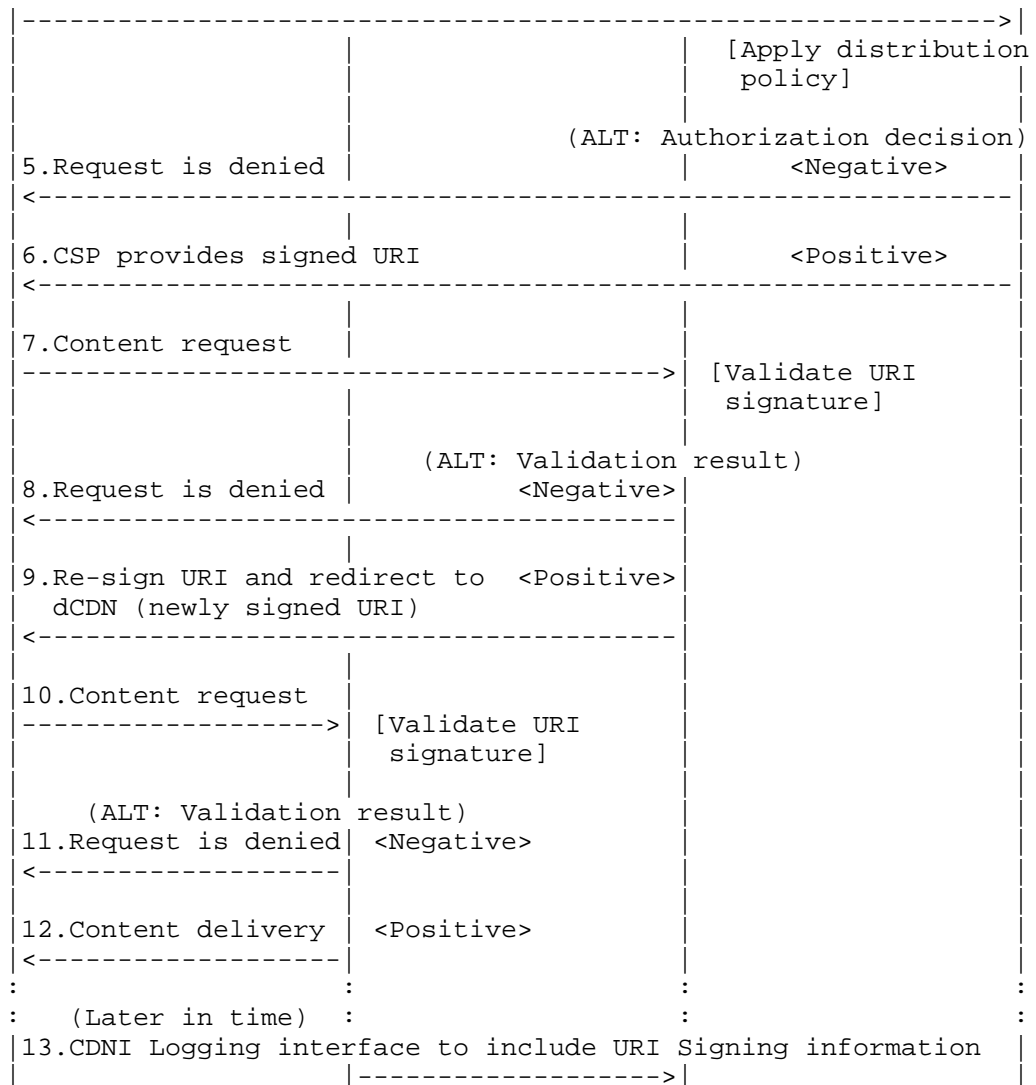 [Apply distribution
policy]
(ALT: Authorization decision)
5.Request is denied <Negative>
6.CSP provides signed URI <Positive>
7.Content request
[Validate URI
signature]
(ALT: Validation result)
8.Request is denied <Negative>
9.Re-sign URI and redirect to <Positive>
dCDN (newly signed URI)
10.Content request
[Validate URI
signature]
(ALT: Validation result)
11.Request is denied <Negative>
12.Content delivery <Positive>
(Later in time)
13.CDNI Logging interface to include URI Signing information